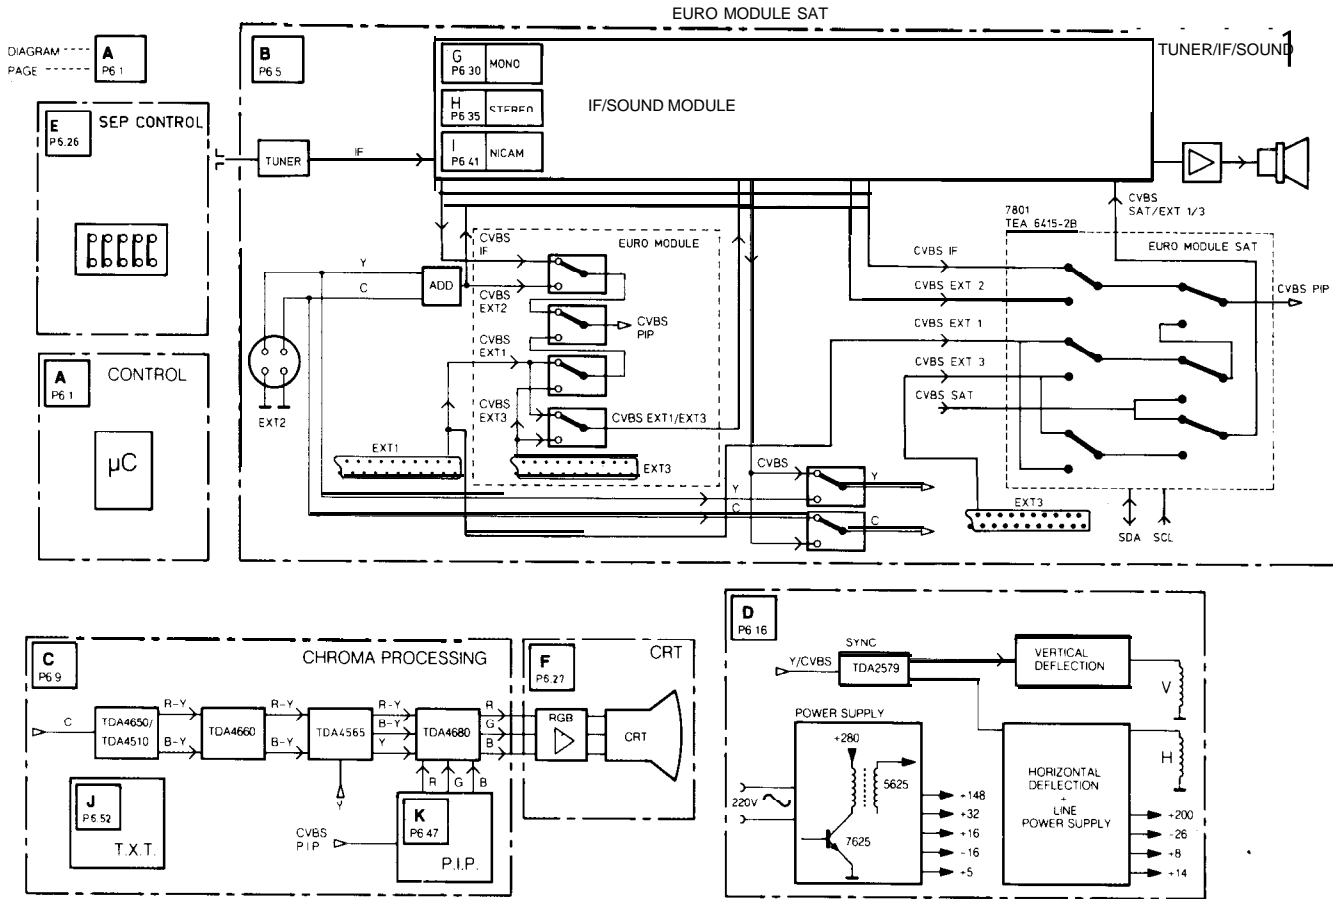 EURO MODULE SAT
DIAGRAM
PAGE
A
P6.1
B
P6.5
TUNER/IF/SOUND
G
P6.30
MONO
H
P6.35
STEREO
I
P6.41
NICAM
IF/SOUND MODULE
E
P6.26
SEP CONTROL
TUNER
IF
CVBS
SAT/EXT 1/3
7801
TEA 6415-2B
EURO MODULE SAT
CVBS
IF
EURO MODULE
Y
C
ADD
CVBS
EXT2
CVBS
PIP
CVBS
EXT1
CVBS
EXT3
CVBS EXT1/EXT3
CVBS IF
CVBS EXT 2
CVBS EXT 1
CVBS EXT 3
CVBS SAT
CVBS PIP
A
P6.1
CONTROL
µC
EXT2
EXT1
EXT3
CVBS
Y
C
Y
C
EXT3
SDA
SCL
C
P6.9
CHROMA PROCESSING
F
P6.27
CRT
C
TDA4650/
TDA4510
R-Y
B-Y
TDA4660
R-Y
B-Y
TDA4565
R-Y
B-Y
Y
TDA4680
R
G
B
RGB
CRT
Y
R
G
B
J
P6.52
T.X.T.
CVBS
PIP
K
P6.47
P.I.P.
D
P6.16
SYNC
Y/CVBS
TDA2579
VERTICAL
DEFLECTION
V
POWER SUPPLY
+280
5625
7625
220V
+148
+32
+16
-16
+5
HORIZONTAL
DEFLECTION
+
LINE
POWER SUPPLY
H
+200
-26
+8
+14